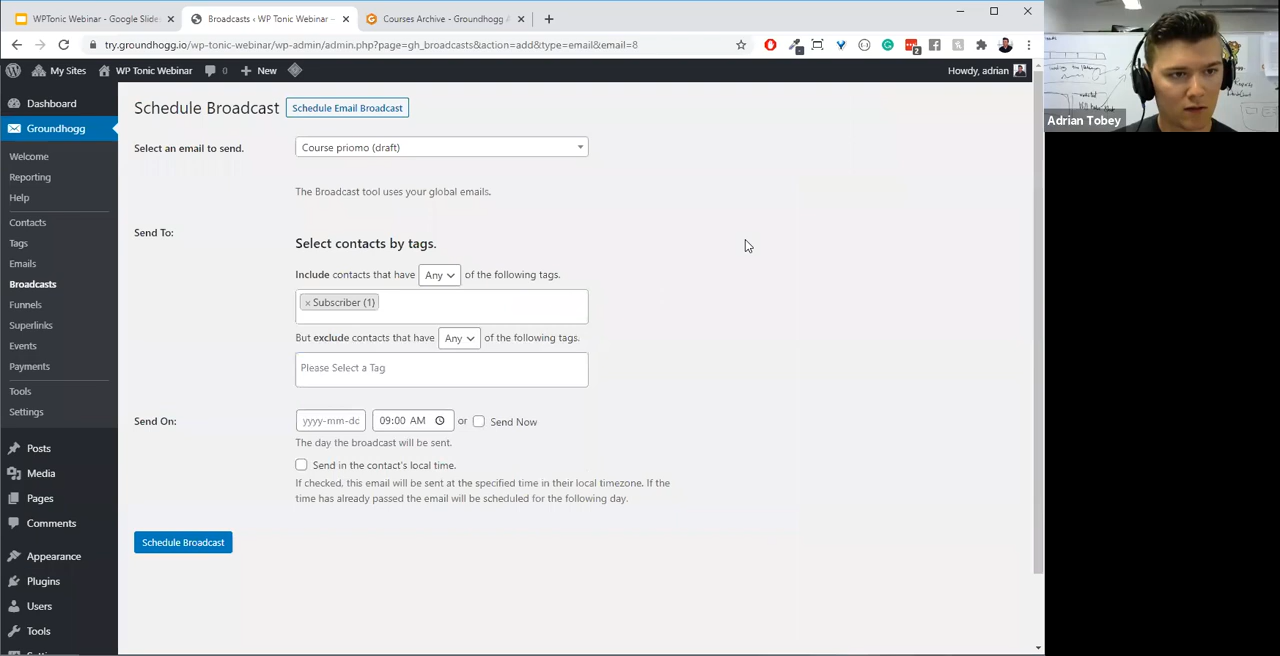 WPTonic Webinar - Google Slide
Broadcasts ‹ WP Tonic Webinar –
Courses Archive - Groundhogg
try.groundhogg.io/wp-tonic-webinar/wp-admin/admin.php?page=gh_broadcasts&action=add&type=email&email=8
2
My Sites
WP Tonic Webinar
0
New
Howdy, adrian
Adrian Tobey
Dashboard
Groundhogg
Welcome
Reporting
Help
Contacts
Tags
Emails
Broadcasts
Funnels
Superlinks
Events
Payments
Tools
Settings
Posts
Media
Pages
Comments
Appearance
Plugins
Users
Tools
Schedule Broadcast
Schedule Email Broadcast
Select an email to send.
Course priomo (draft)
The Broadcast tool uses your global emails.
Send To:
Select contacts by tags.
Include contacts that have Any of the following tags.
× Subscriber (1)
But exclude contacts that have Any of the following tags.
Please Select a Tag
Send On:
yyyy-mm-dc 09:00 AM or Send Now
The day the broadcast will be sent.
Send in the contact's local time.
If checked, this email will be sent at the specified time in their local timezone. If the
time has already passed the email will be scheduled for the following day.
Schedule Broadcast